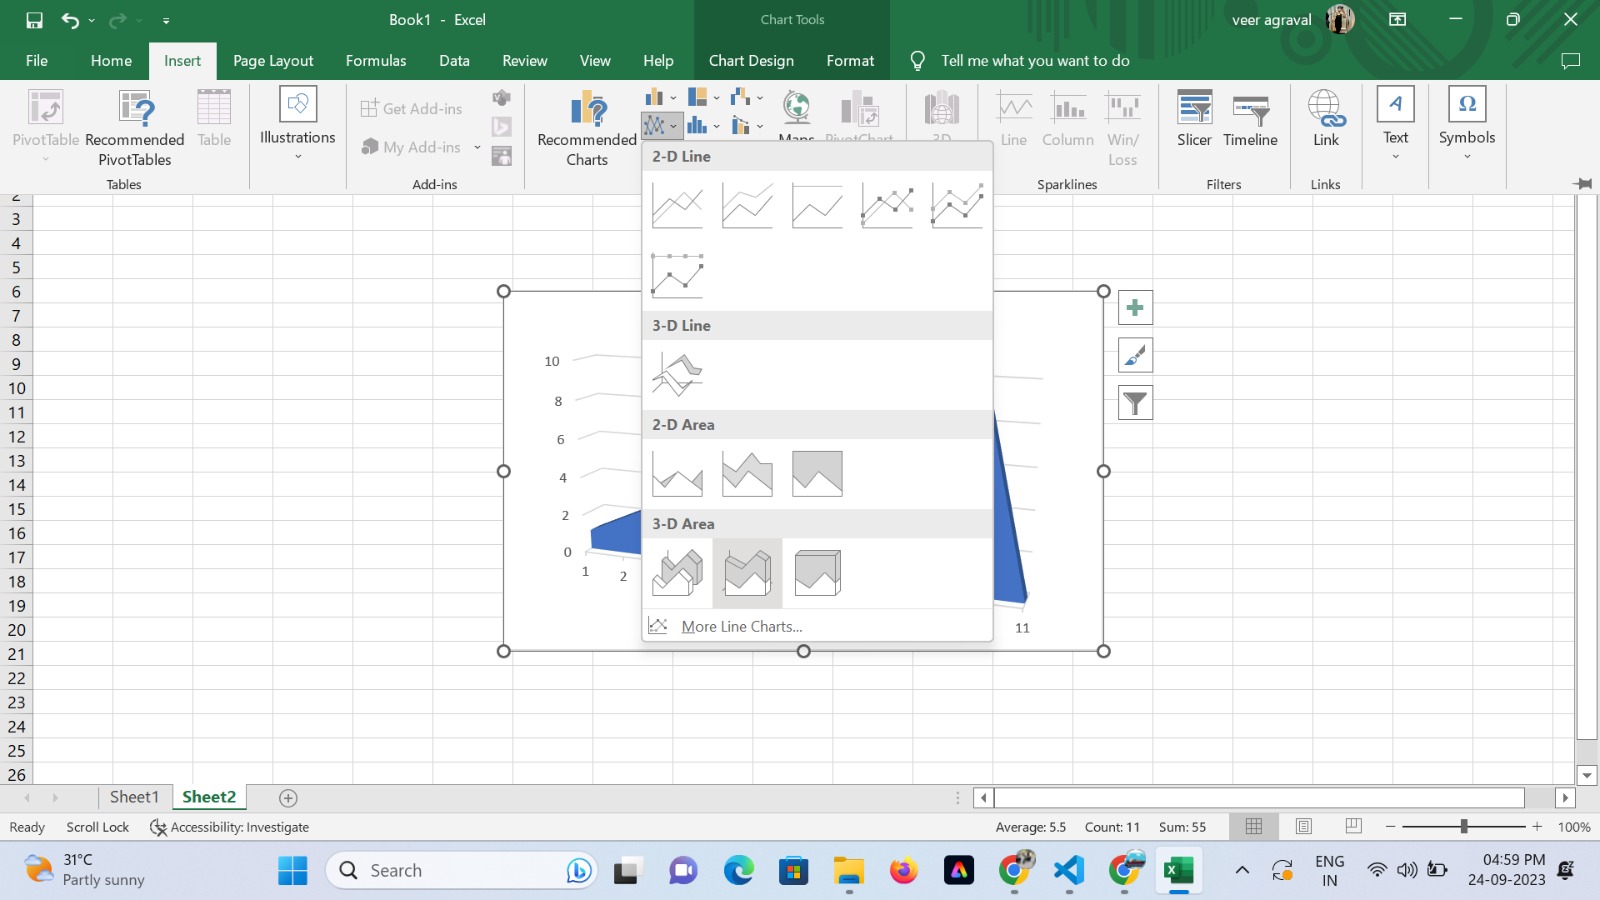 Book1 - Excel
Chart Tools
veer agraval
File
Home
Insert
Page Layout
Formulas
Data
Review
View
Help
Chart Design
Format
Tell me what you want to do
PivotTable
Recommended
PivotTables
Table
Tables
Illustrations
Get Add-ins
My Add-ins
Add-ins
Recommended
Charts
Maps
PivotChart
3D
Line
Column
Win/
Loss
Sparklines
Slicer
Timeline
Filters
Link
Links
Text
Symbols
2-D Line
3-D Line
2-D Area
3-D Area
More Line Charts...
2
3
4
5
6
7
8
9
10
11
12
13
14
15
16
17
18
19
20
21
22
23
24
25
26
10
8
6
4
2
0
1
2
11
Sheet1
Sheet2
Ready
Scroll Lock
Accessibility: Investigate
Average: 5.5
Count: 11
Sum: 55
100%
31°C
Partly sunny
Search
ENG
IN
04:59 PM
24-09-2023